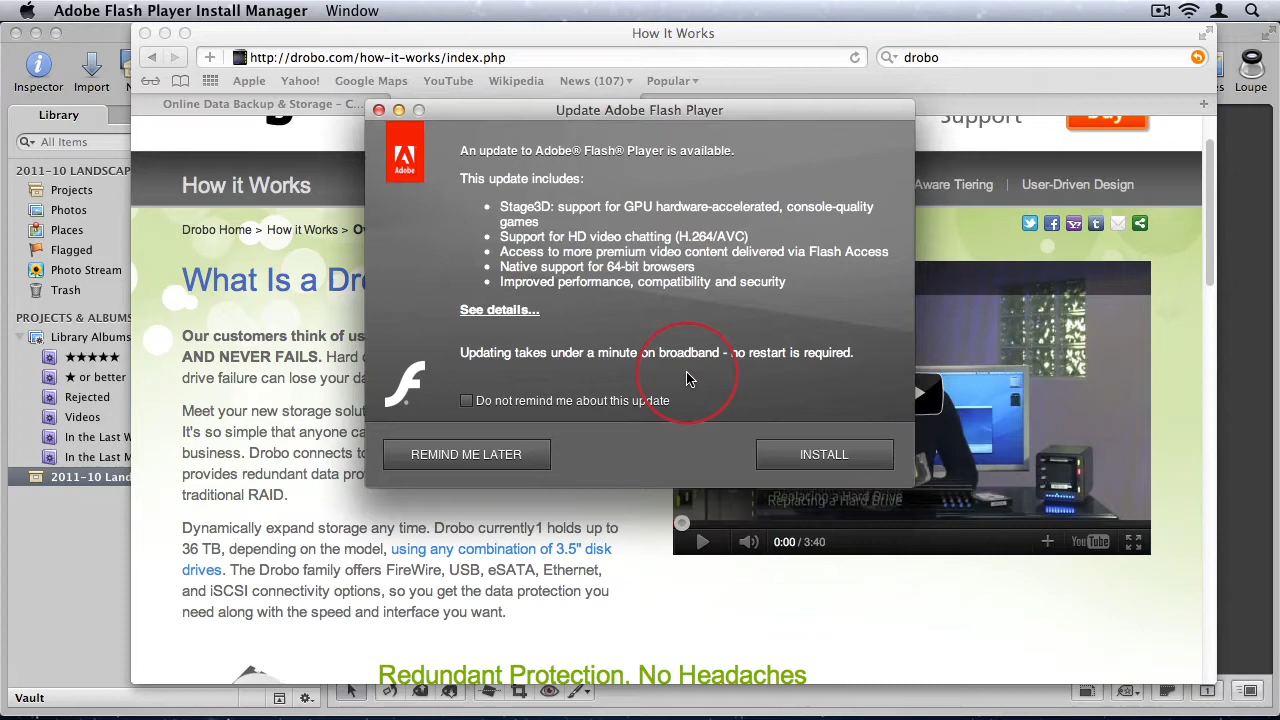 Adobe Flash Player Install Manager Window
How It Works
http://drobo.com/how-it-works/index.php
drobo
Inspector
Import
Loupe
Apple Yahoo! Google Maps YouTube Wikipedia News (107) Popular
Online Data Backup & Storage – C...
Library
All Items
2011-10 LANDSCAP
Projects
Photos
Places
Flagged
Photo Stream
Trash
PROJECTS & ALBUMS
Library Albums
★★★★★
★ or better
Rejected
Videos
In the Last W
In the Last M
2011-10 Land
Vault
Support
Buy
How it Works
Aware Tiering | User-Driven Design
Drobo Home > How it Works >
What Is a Dro
Our customers think of us
AND NEVER FAILS. Hard d
drive failure can lose your da
Meet your new storage solut
It's so simple that anyone ca
business. Drobo connects to
provides redundant data pro
traditional RAID.
Dynamically expand storage any time. Drobo currently1 holds up to
36 TB, depending on the model, using any combination of 3.5" disk
drives. The Drobo family offers FireWire, USB, eSATA, Ethernet,
and iSCSI connectivity options, so you get the data protection you
need along with the speed and interface you want.
Redundant Protection. No Headaches
Update Adobe Flash Player
Adobe
An update to Adobe® Flash® Player is available.
This update includes:
• Stage3D: support for GPU hardware-accelerated, console-quality
games
• Support for HD video chatting (H.264/AVC)
• Access to more premium video content delivered via Flash Access
• Native support for 64-bit browsers
• Improved performance, compatibility and security
See details...
Updating takes under a minute on broadband - no restart is required.
Do not remind me about this update
REMIND ME LATER
INSTALL
Replacing a Hard Drive
0:00 / 3:40
YouTube